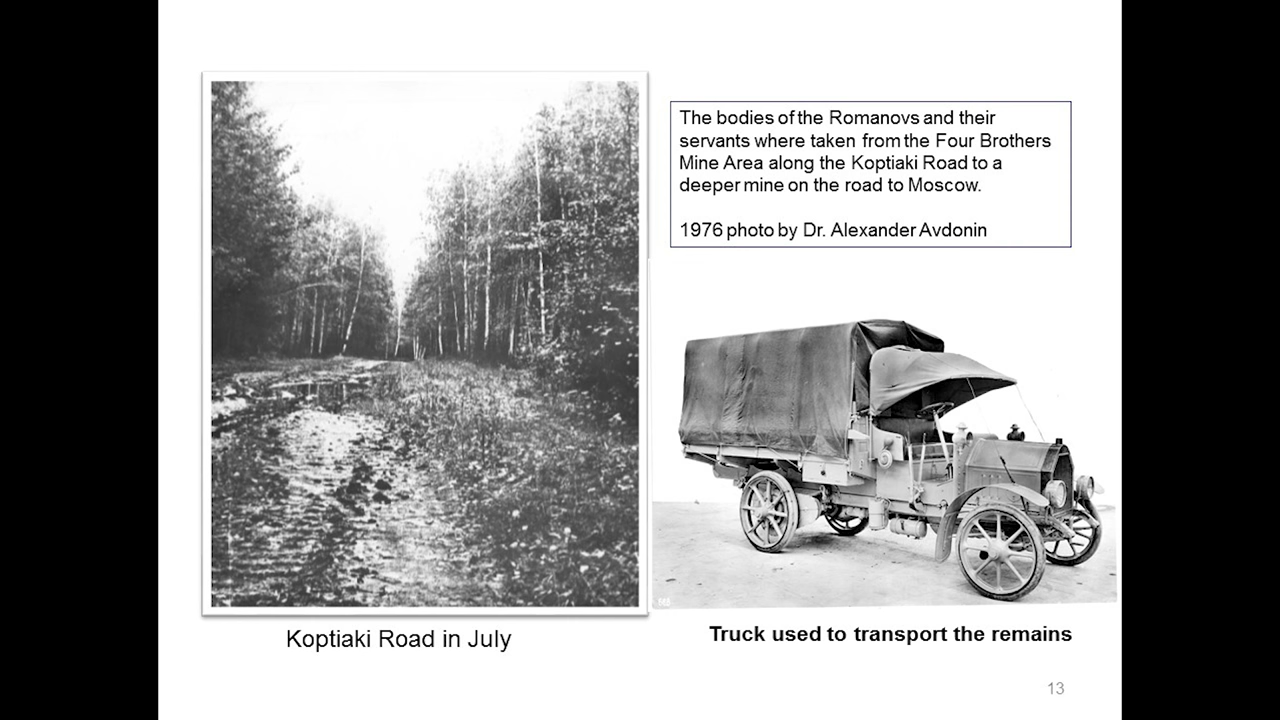 The bodies of the Romanovs and their
servants where taken from the Four Brothers
Mine Area along the Koptiaki Road to a
deeper mine on the road to Moscow.
1976 photo by Dr. Alexander Avdonin
Koptiaki Road in July
Truck used to transport the remains
13